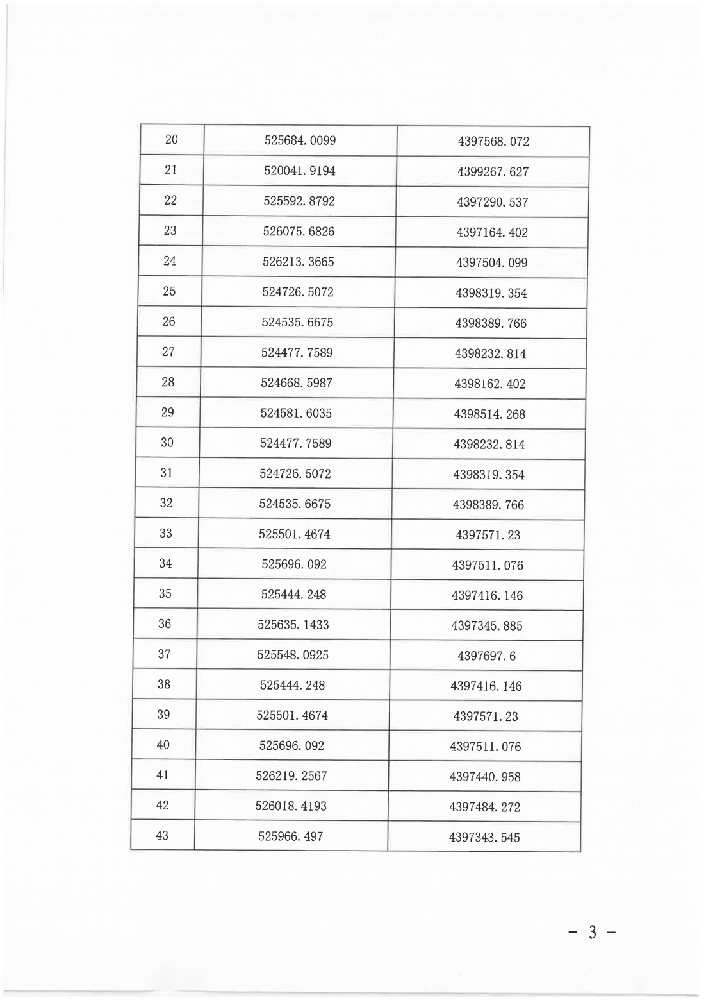 20 525684.0099 4397568.072
21 520041.9194 4399267.627
22 525592.8792 4397290.537
23 526075.6826 4397164.402
24 526213.3665 4397504.099
25 524726.5072 4398319.354
26 524535.6675 4398389.766
27 524477.7589 4398232.814
28 524668.5987 4398162.402
29 524581.6035 4398514.268
30 524477.7589 4398232.814
31 524726.5072 4398319.354
32 524535.6675 4398389.766
33 525501.4674 4397571.23
34 525696.092 4397511.076
35 525444.248 4397416.146
36 525635.1433 4397345.885
37 525548.0925 4397697.6
38 525444.248 4397416.146
39 525501.4674 4397571.23
40 525696.092 4397511.076
41 526219.2567 4397440.958
42 526018.4193 4397484.272
43 525966.497 4397343.545
- 3 -